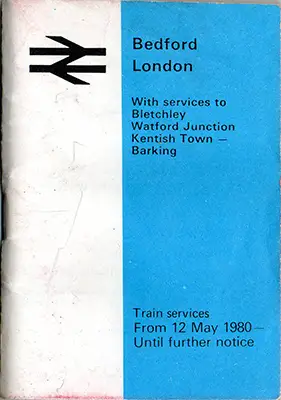 Bedford
London
With services to
Bletchley
Watford Junction
Kentish Town —
Barking
Train services
From 12 May 1980—
Until further notice